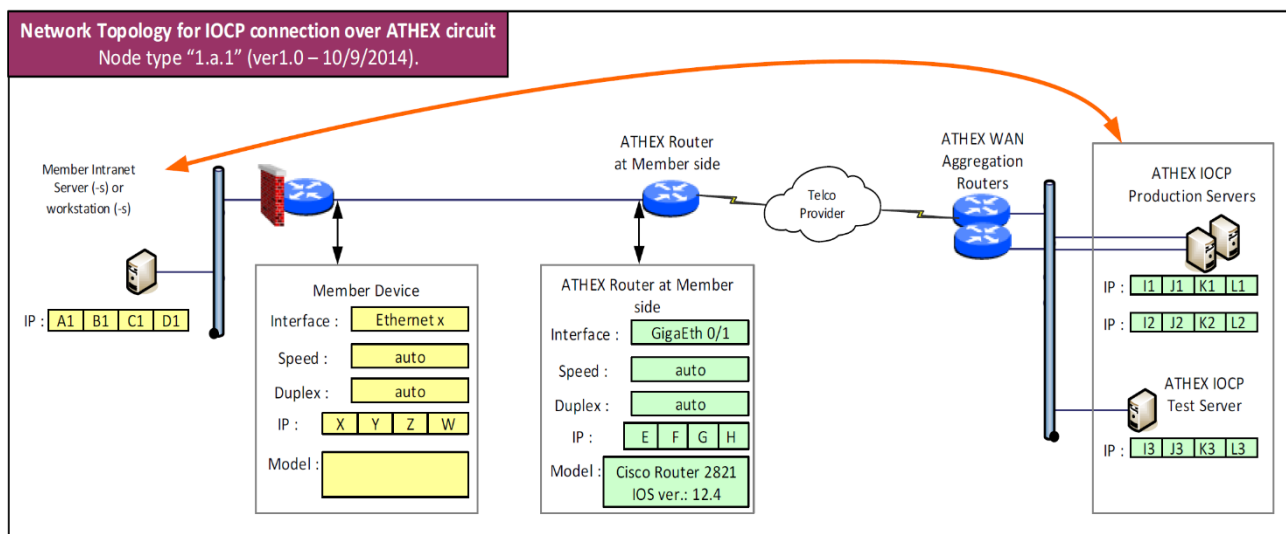 Network Topology for IOCP connection over ATHEX circuit
Node type “1.a.1” (ver1.0 – 10/9/2014).
Member Intranet
Server (-s) or
workstation (-s)
IP : A1 B1 C1 D1
Member Device
Interface : Ethernet x
Speed : auto
Duplex : auto
IP : X Y Z W
Model :
ATHEX Router
at Member side
ATHEX Router at Member
side
Interface : GigaEth 0/1
Speed : auto
Duplex : auto
IP : E F G H
Model : Cisco Router 2821
IOS ver.: 12.4
Telco
Provider
ATHEX WAN
Aggregation
Routers
ATHEX IOCP
Production Servers
IP : I1 J1 K1 L1
IP : I2 J2 K2 L2
ATHEX IOCP
Test Server
IP : I3 J3 K3 L3